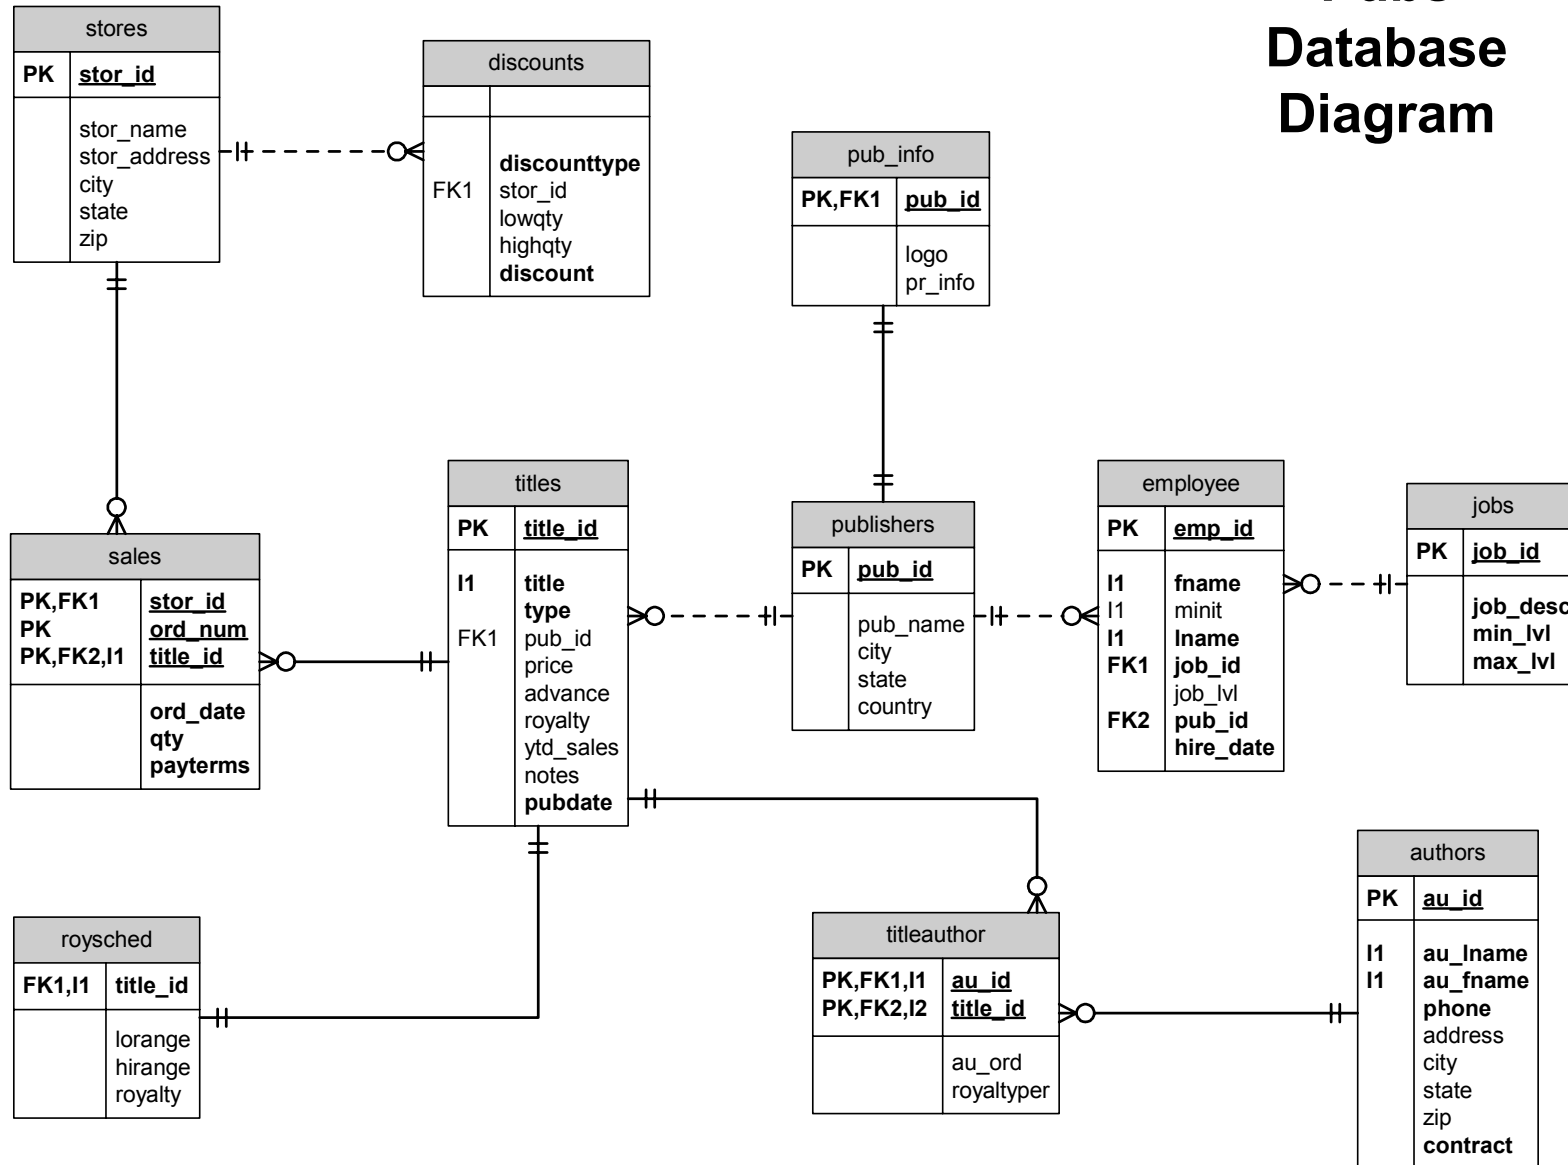 Pubs
Database
Diagram
stores
PK stor_id
stor_name
stor_address
city
state
zip
discounts
discounttype
FK1 stor_id
lowqty
highqty
discount
pub_info
PK,FK1 pub_id
logo
pr_info
titles
PK title_id
I1 title
type
FK1 pub_id
price
advance
royalty
ytd_sales
notes
pubdate
publishers
PK pub_id
pub_name
city
state
country
employee
PK emp_id
I1 fname
I1 minit
I1 lname
FK1 job_id
job_lvl
FK2 pub_id
hire_date
jobs
PK job_id
job_desc
min_lvl
max_lvl
sales
PK,FK1 stor_id
PK ord_num
PK,FK2,I1 title_id
ord_date
qty
payterms
roysched
FK1,I1 title_id
lorange
hirange
royalty
titleauthor
PK,FK1,I1 au_id
PK,FK2,I2 title_id
au_ord
royaltyper
authors
PK au_id
I1 au_lname
I1 au_fname
phone
address
city
state
zip
contract